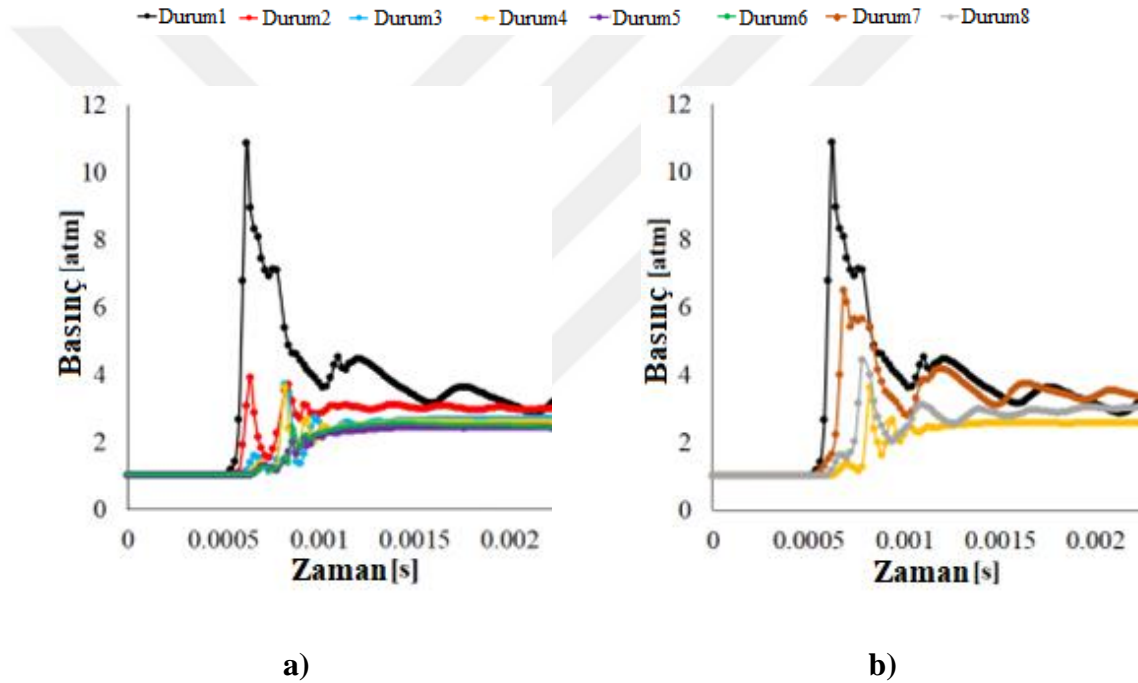 Durum1 Durum2 Durum3 Durum4 Durum5 Durum6 Durum7 Durum8
12
10
8
6
4
2
0
Basınç [atm]
0 0.0005 0.001 0.0015 0.002
Zaman [s]
a)
12
10
8
6
4
2
0
Basınç [atm]
0 0.0005 0.001 0.0015 0.002
Zaman [s]
b)